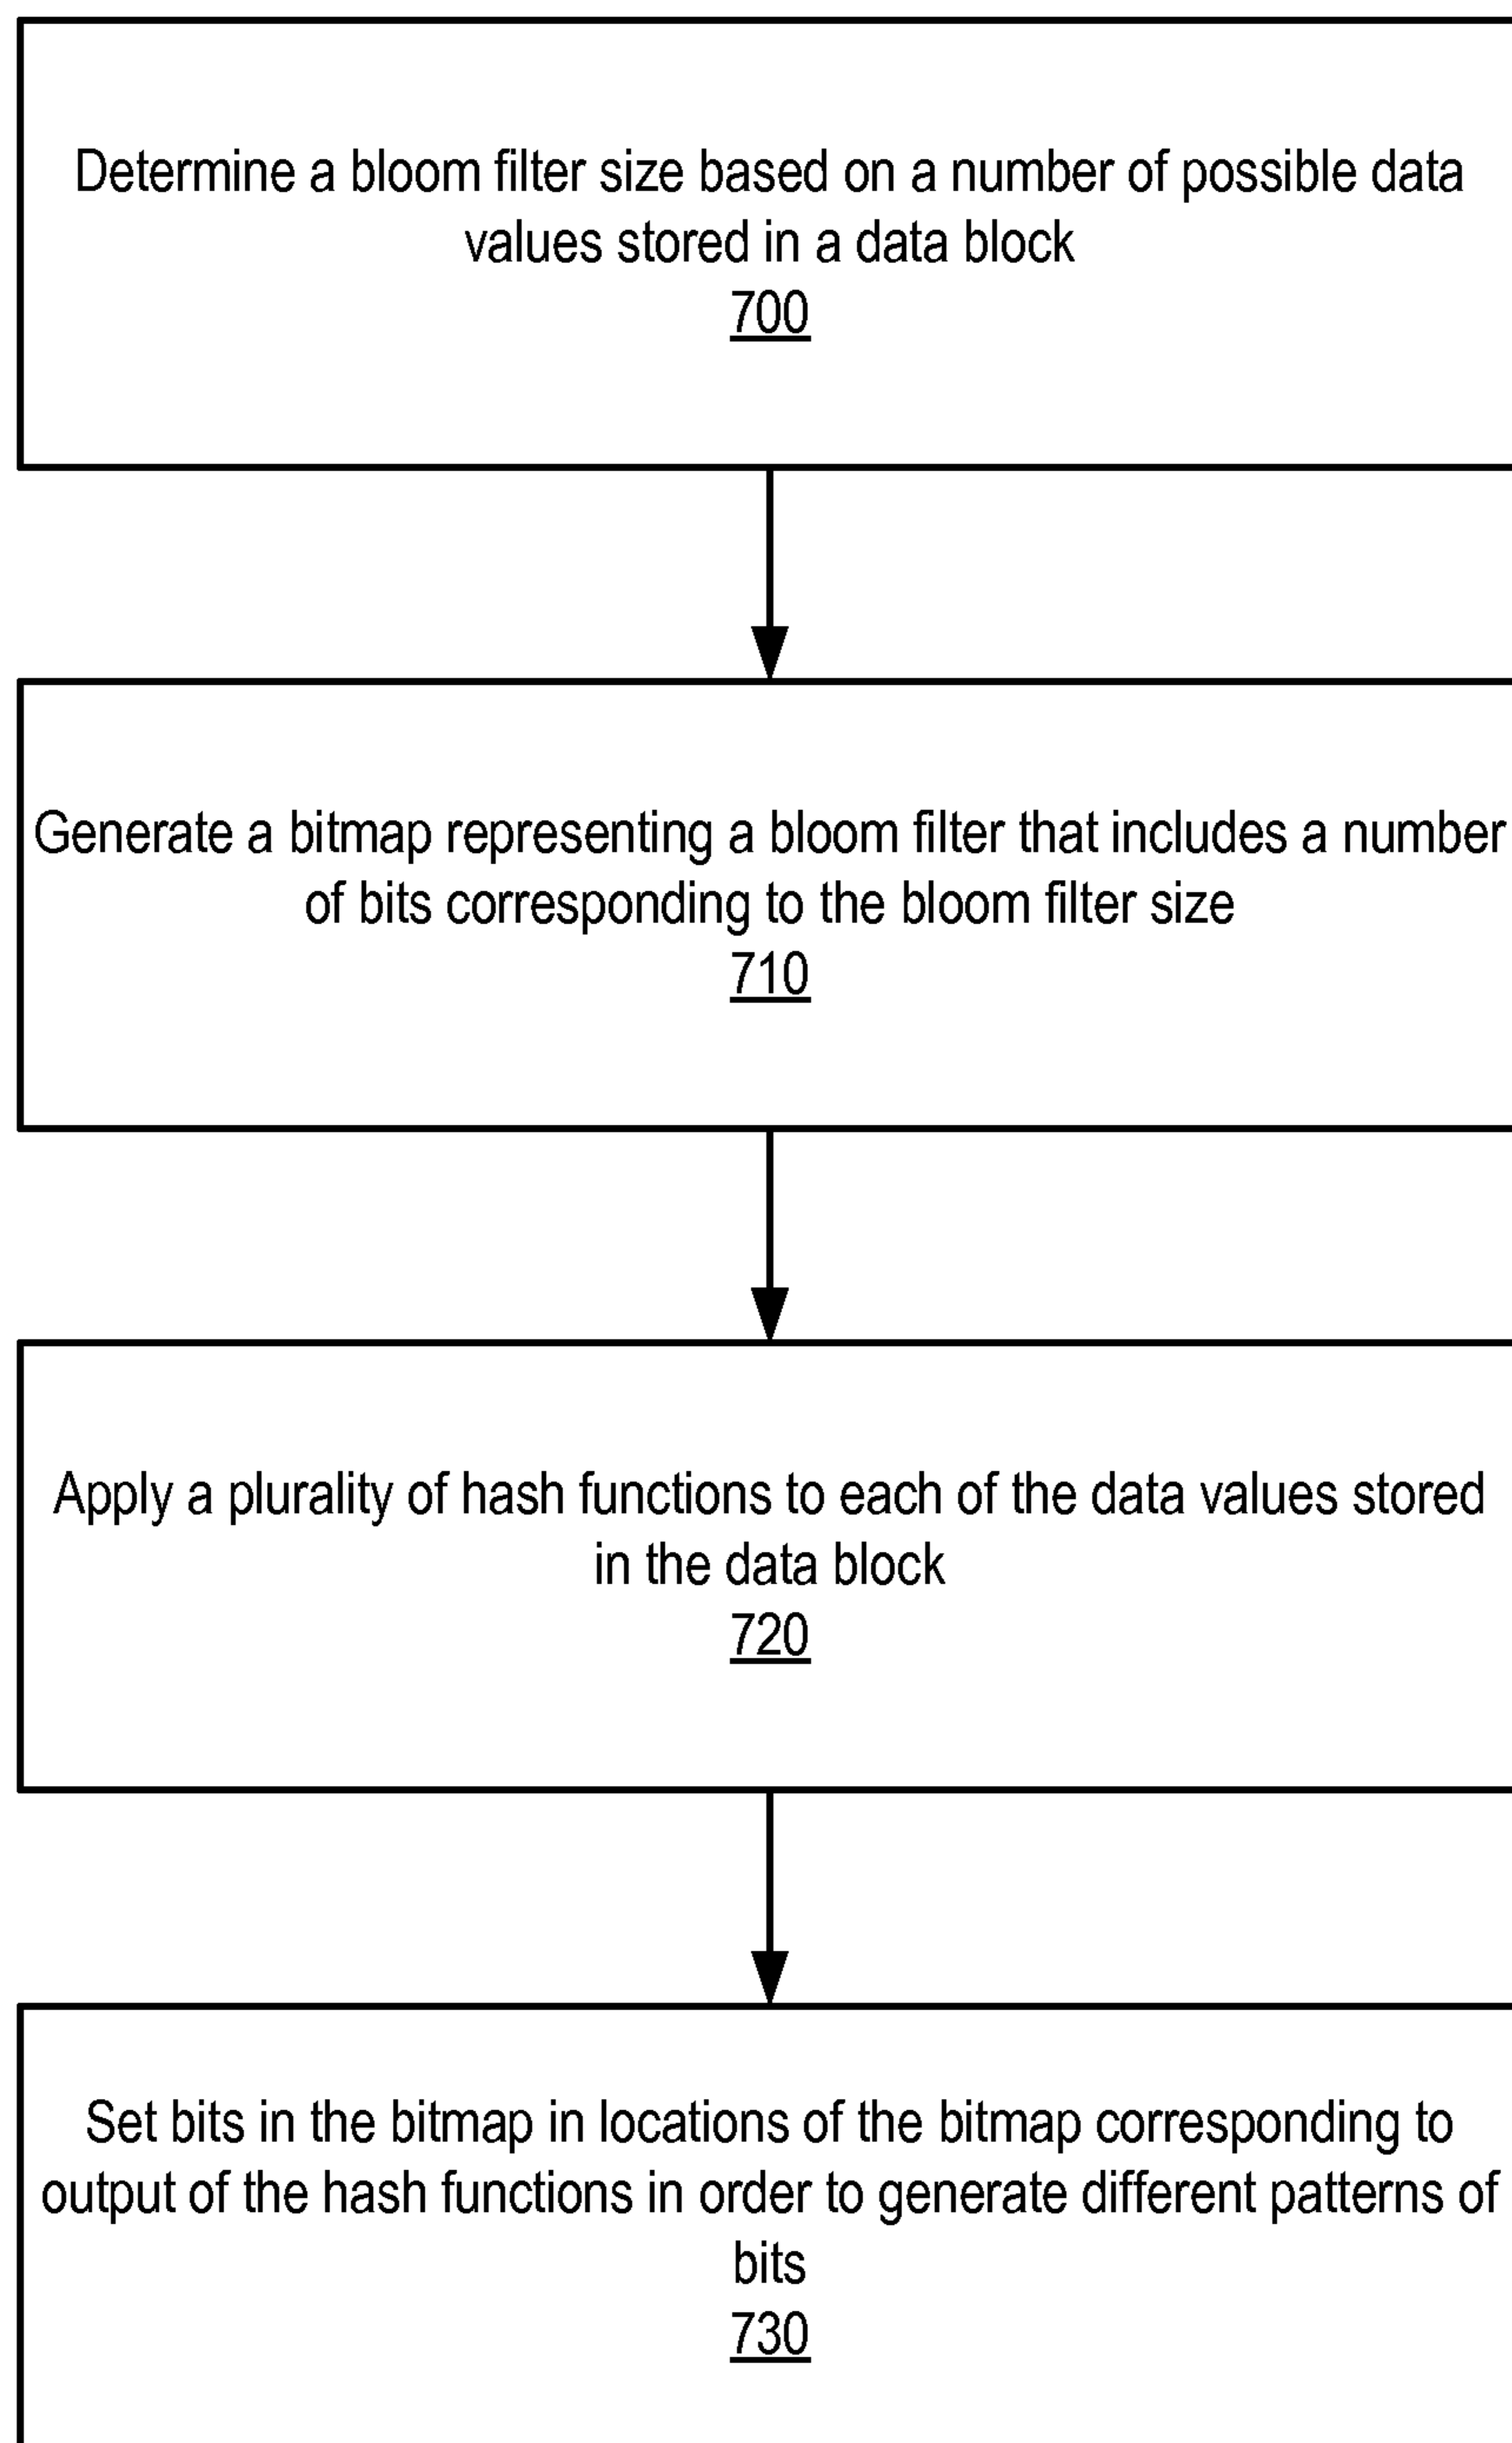 Determine a bloom filter size based on a number of possible data
values stored in a data block
700
Generate a bitmap representing a bloom filter that includes a number
of bits corresponding to the bloom filter size
710
Apply a plurality of hash functions to each of the data values stored
in the data block
720
Set bits in the bitmap in locations of the bitmap corresponding to
output of the hash functions in order to generate different patterns of
bits
730